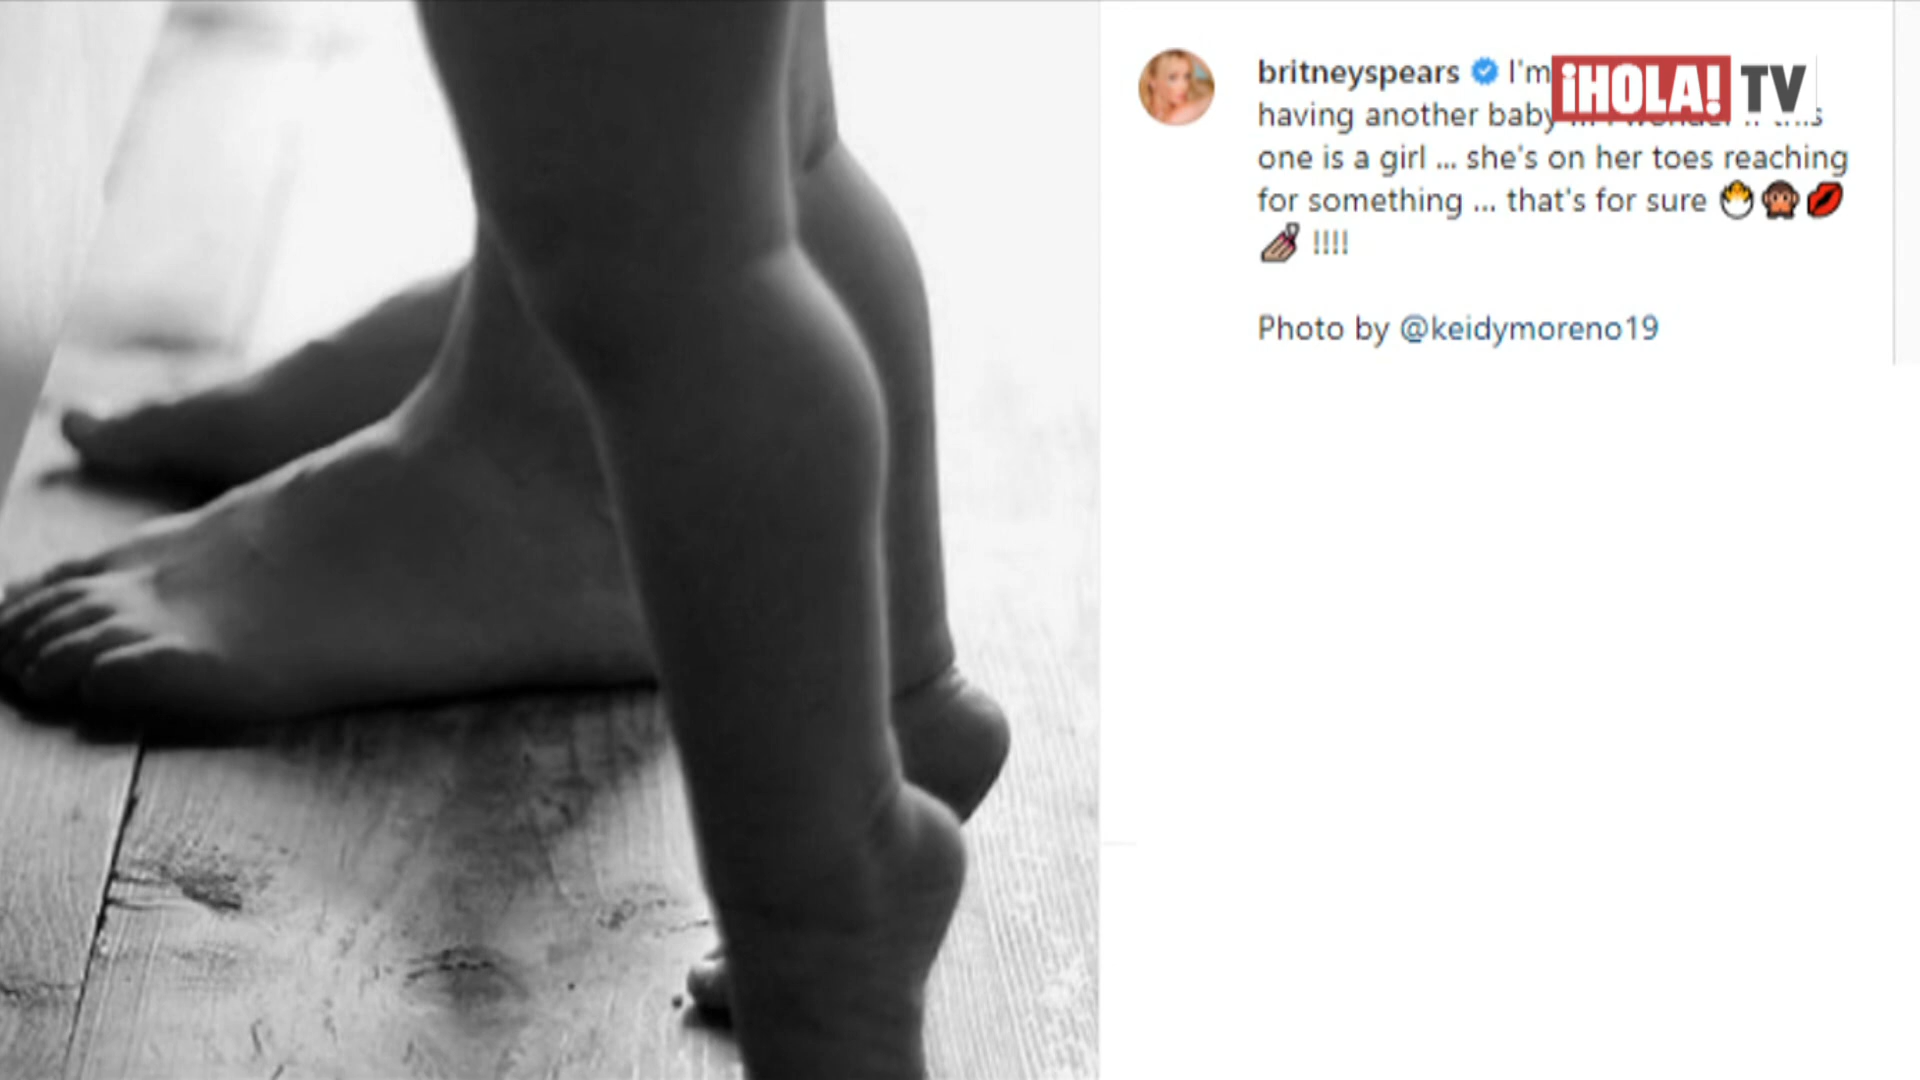 britneyspears I'm
¡HOLA! TV
having another baby ...
one is a girl ... she's on her toes reaching
for something ... that's for sure 🐣🙊💋
💅 !!!!
Photo by @keidymoreno19